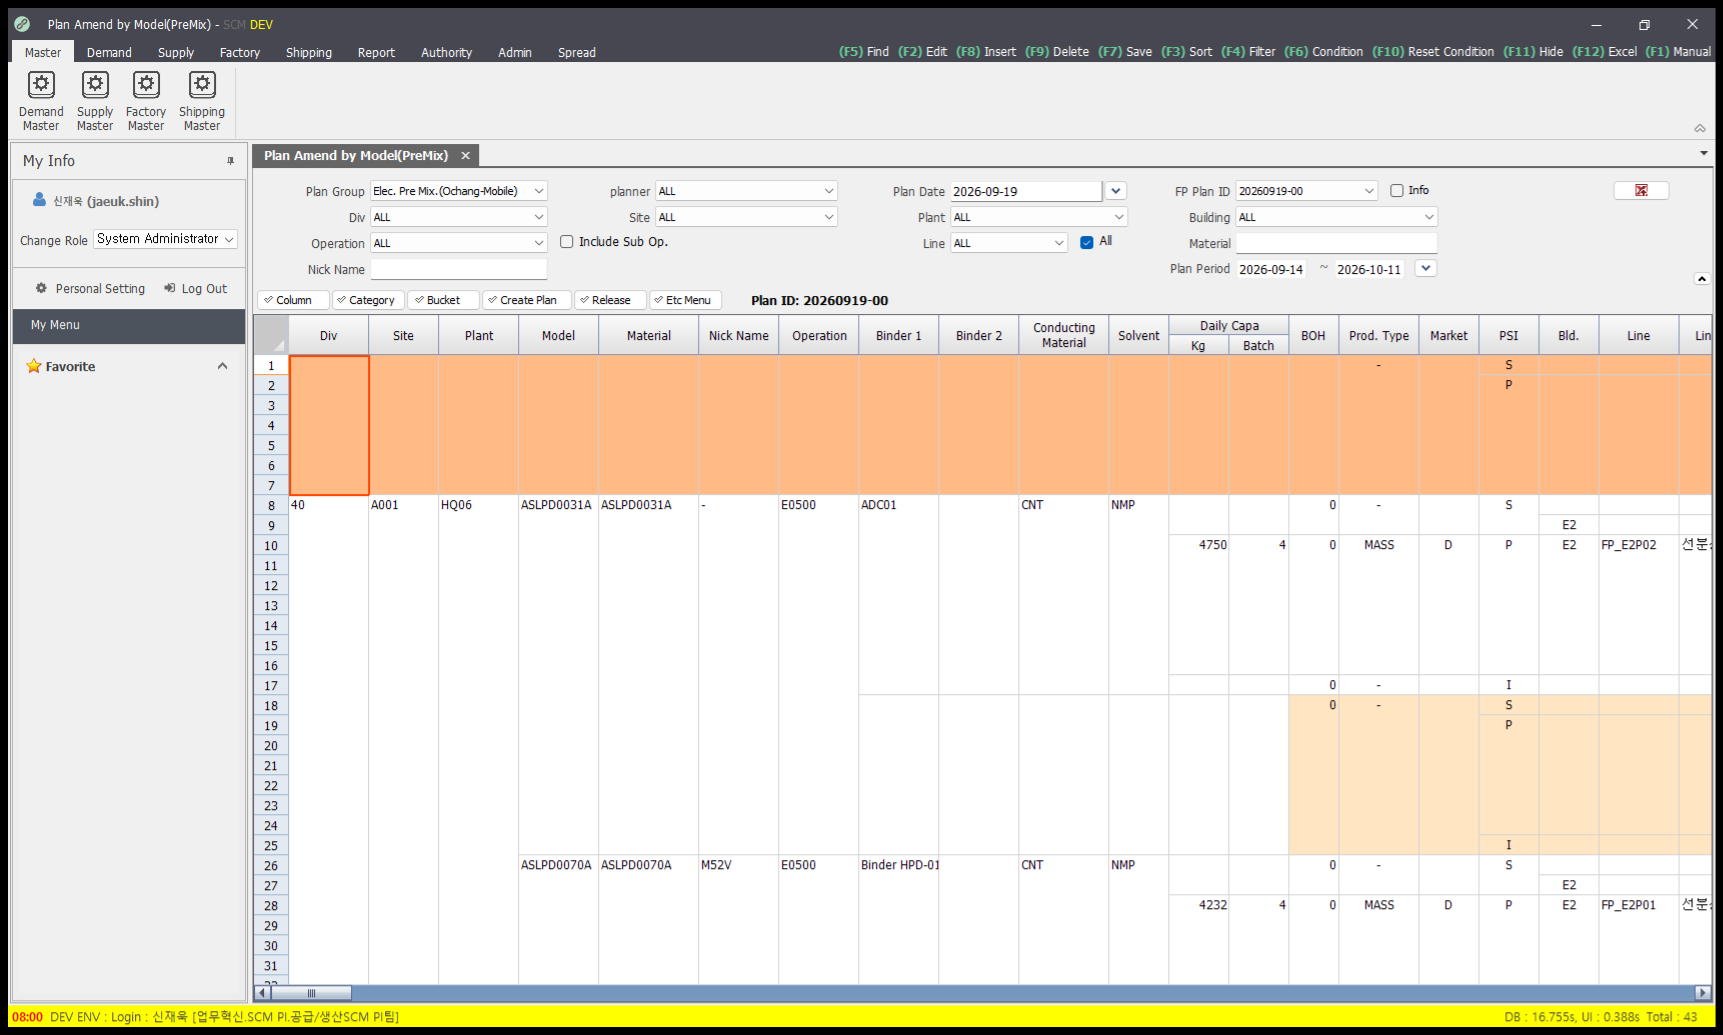 Plan Amend by Model(PreMix) - SCM DEV
Master Demand Supply Factory Shipping Report Authority Admin Spread (F5) Find (F2) Edit (F8) Insert (F9) Delete (F7) Save (F3) Sort (F4) Filter (F6) Condition (F10) Reset Condition (F11) Hide (F12) Excel (F1) Manual
Demand Master Supply Master Factory Master Shipping Master
My Info
신재욱 (jaeuk.shin)
Change Role System Administrator
Personal Setting Log Out
My Menu
Favorite
Plan Amend by Model(PreMix)
Plan Group Elec. Pre Mix.(Ochang-Mobile) planner ALL Plan Date 2026-09-19 FP Plan ID 20260919-00 Info
Div ALL Site ALL Plant ALL Building ALL
Operation ALL Include Sub Op. Line ALL All Material
Nick Name Plan Period 2026-09-14 ~ 2026-10-11
Column Category Bucket Create Plan Release Etc Menu Plan ID: 20260919-00
Div Site Plant Model Material Nick Name Operation Binder 1 Binder 2 Conducting Material Solvent Daily Capa Kg Batch BOH Prod. Type Market PSI Bld. Line Lin
1 - S
2 P
3
4
5
6
7
8 40 A001 HQ06 ASLPD0031A ASLPD0031A - E0500 ADC01 CNT NMP 0 - S
9 E2
10 4750 4 0 MASS D P E2 FP_E2P02 선분
11
12
13
14
15
16
17 0 - I
18 0 - S
19 P
20
21
22
23
24
25 I
26 ASLPD0070A ASLPD0070A M52V E0500 Binder HPD-01 CNT NMP 0 - S
27 E2
28 4232 4 0 MASS D P E2 FP_E2P01 선분
29
30
31
08:00 DEV ENV : Login : 신재욱 [업무혁신.SCM PI.공급/생산SCM PI팀] DB : 16.755s, UI : 0.388s Total : 43